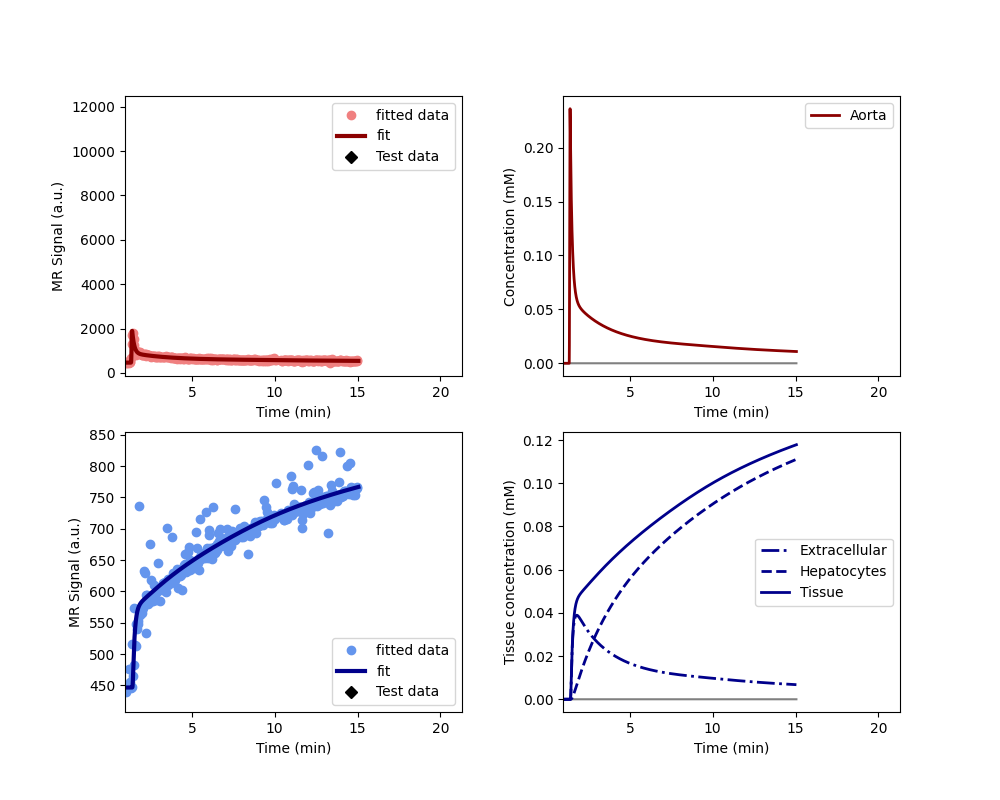 12000
10000
8000
6000
4000
2000
0
MR Signal (a.u.)
fitted data
fit
Test data
5
10
15
20
Time (min)
0.20
0.15
0.10
0.05
0.00
Concentration (mM)
Aorta
5
10
15
20
Time (min)
850
800
750
700
650
600
550
500
450
MR Signal (a.u.)
fitted data
fit
Test data
5
10
15
20
Time (min)
0.12
0.10
0.08
0.06
0.04
0.02
0.00
Tissue concentration (mM)
Extracellular
Hepatocytes
Tissue
5
10
15
20
Time (min)